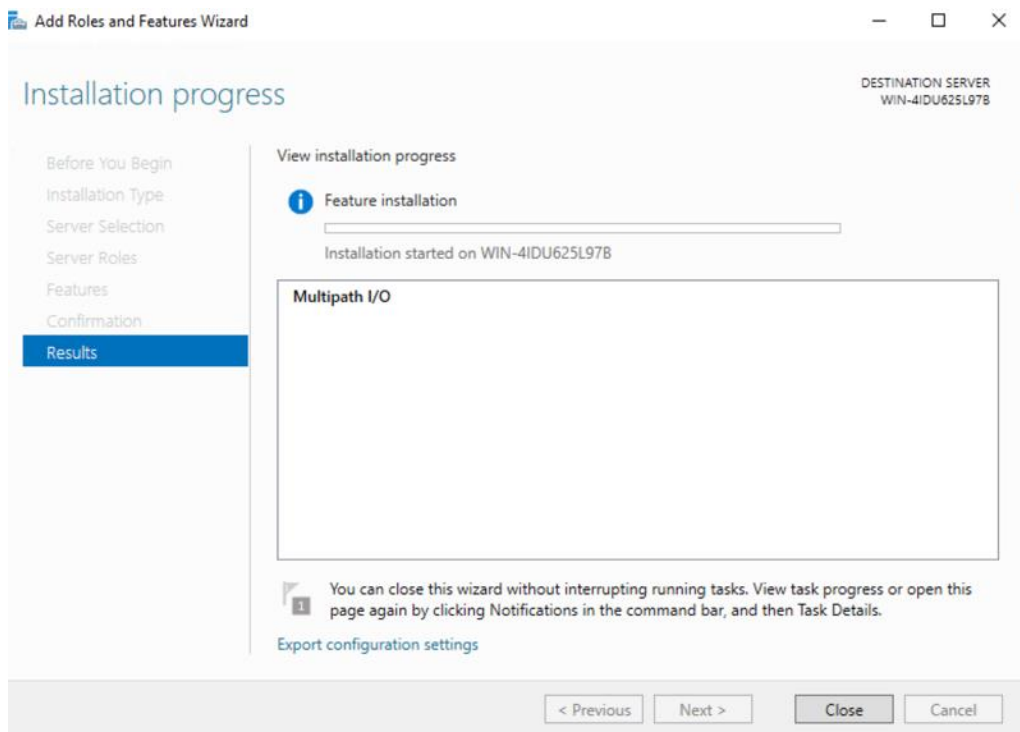 Add Roles and Features Wizard
Installation progress
DESTINATION SERVER
WIN-4IDU625L97B
Before You Begin
Installation Type
Server Selection
Server Roles
Features
Confirmation
Results
View installation progress
Feature installation
Installation started on WIN-4IDU625L97B
Multipath I/O
1
You can close this wizard without interrupting running tasks. View task progress or open this
page again by clicking Notifications in the command bar, and then Task Details.
Export configuration settings
< Previous
Next >
Close
Cancel